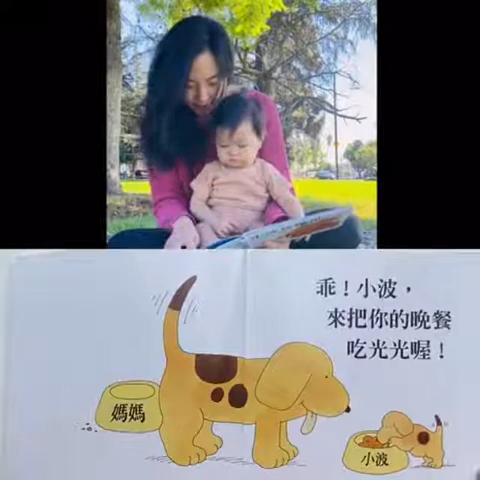 乖！小波，
來把你的晚餐
吃光光喔！
媽媽
小波